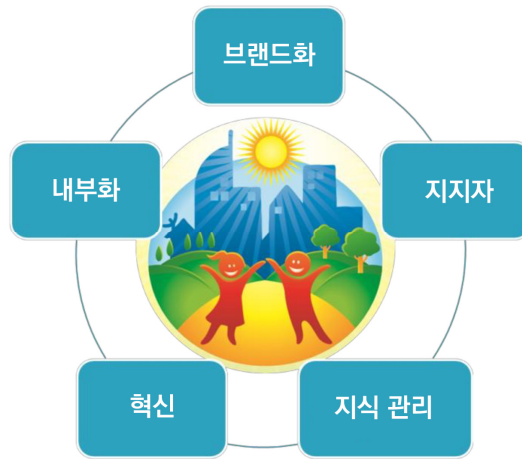 브랜드화
내부화
지지자
혁신
지식 관리